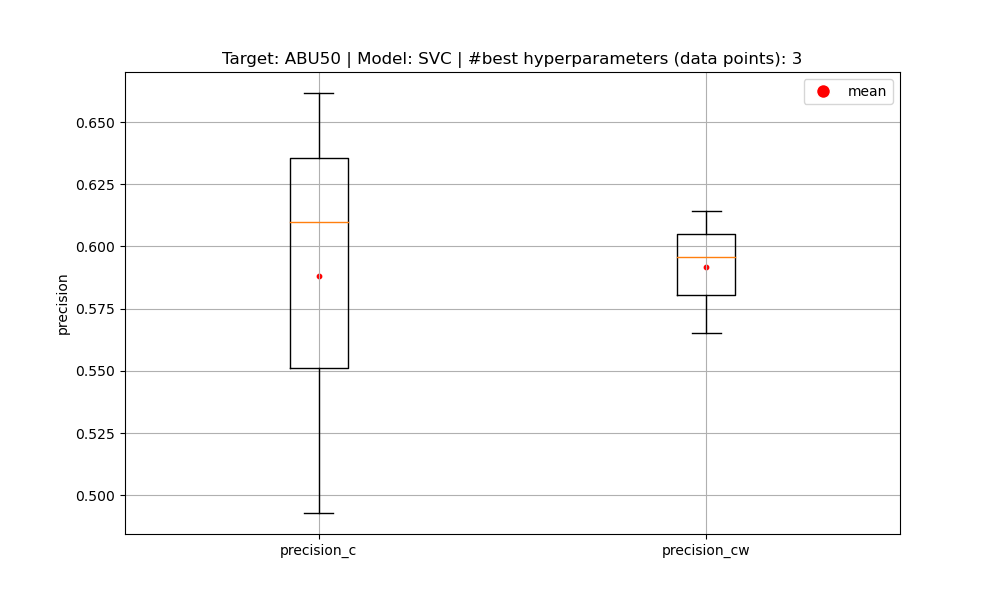 Target: ABU50 | Model: SVC | #best hyperparameters (data points): 3
mean
0.650
0.625
0.600
0.575
0.550
0.525
0.500
precision
precision_c
precision_cw